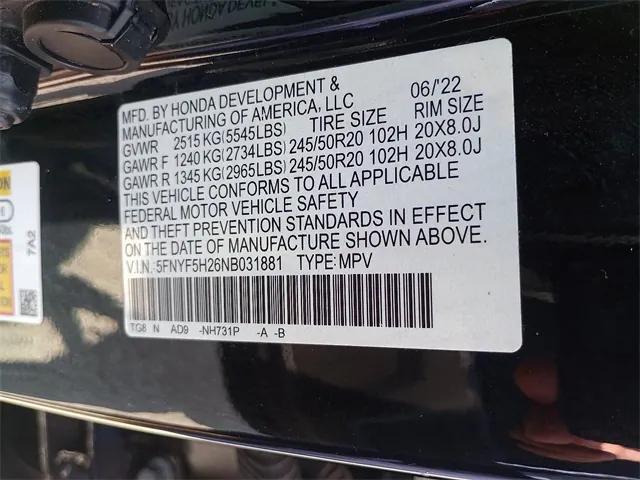 MFD. BY HONDA DEVELOPMENT & 06/'22
MANUFACTURING OF AMERICA, LLC
GVWR 2515 KG(5545LBS) TIRE SIZE RIM SIZE
GAWR F 1240 KG(2734LBS) 245/50R20 102H 20X8.0J
GAWR R 1345 KG(2965LBS) 245/50R20 102H 20X8.0J
THIS VEHICLE CONFORMS TO ALL APPLICABLE
FEDERAL MOTOR VEHICLE SAFETY
AND THEFT PREVENTION STANDARDS IN EFFECT
ON THE DATE OF MANUFACTURE SHOWN ABOVE.
V.I.N.:5FNYF5H26NB031881 TYPE:MPV
TG8 N AD9 -NH731P -A -B
7A2